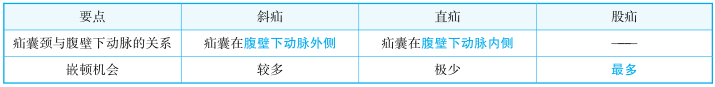 要点 斜疝 直疝 股疝
疝囊颈与腹壁下动脉的关系 疝囊在腹壁下动脉外侧 疝囊在腹壁下动脉内侧 ——
嵌顿机会 较多 极少 最多